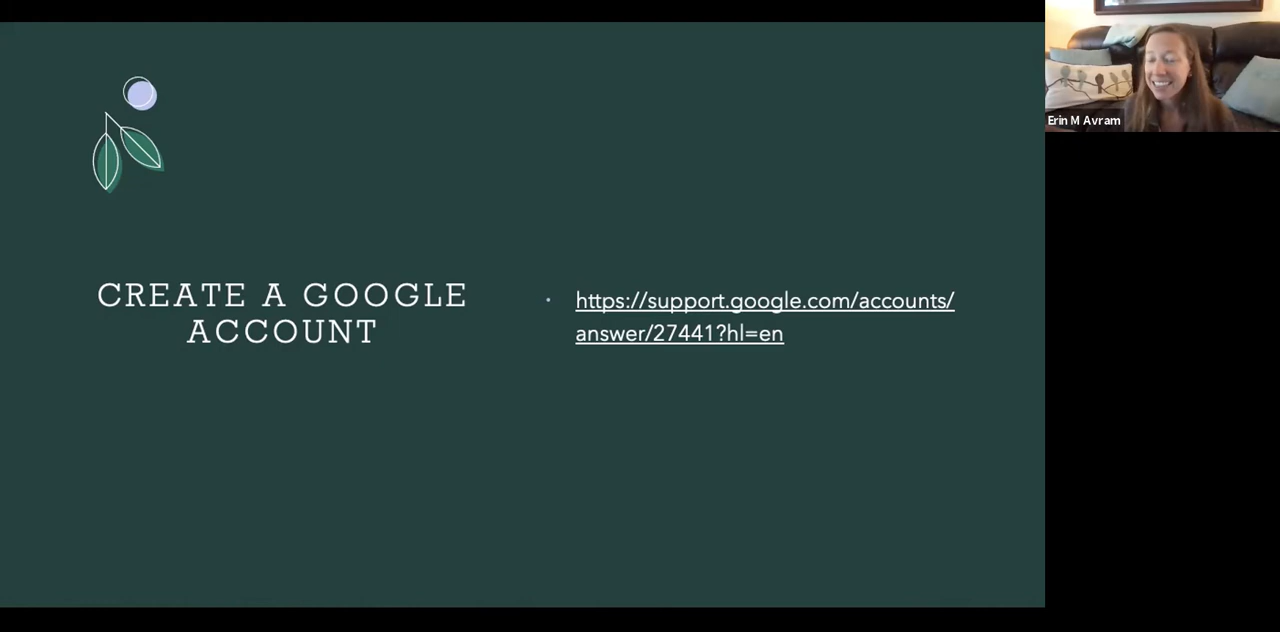 CREATE A GOOGLE
ACCOUNT
• https://support.google.com/accounts/
answer/27441?hl=en
Erin M Avram